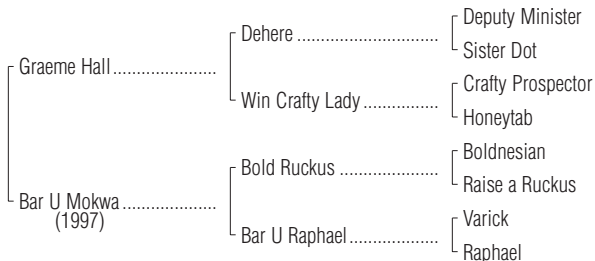 Graeme Hall......................
Dehere ..............................
Deputy Minister
Sister Dot
Win Crafty Lady................
Crafty Prospector
Honeytab
Bar U Mokwa....................
(1997)
Bold Ruckus ....................
Boldnesian
Raise a Ruckus
Bar U Raphael..................
Varick
Raphael